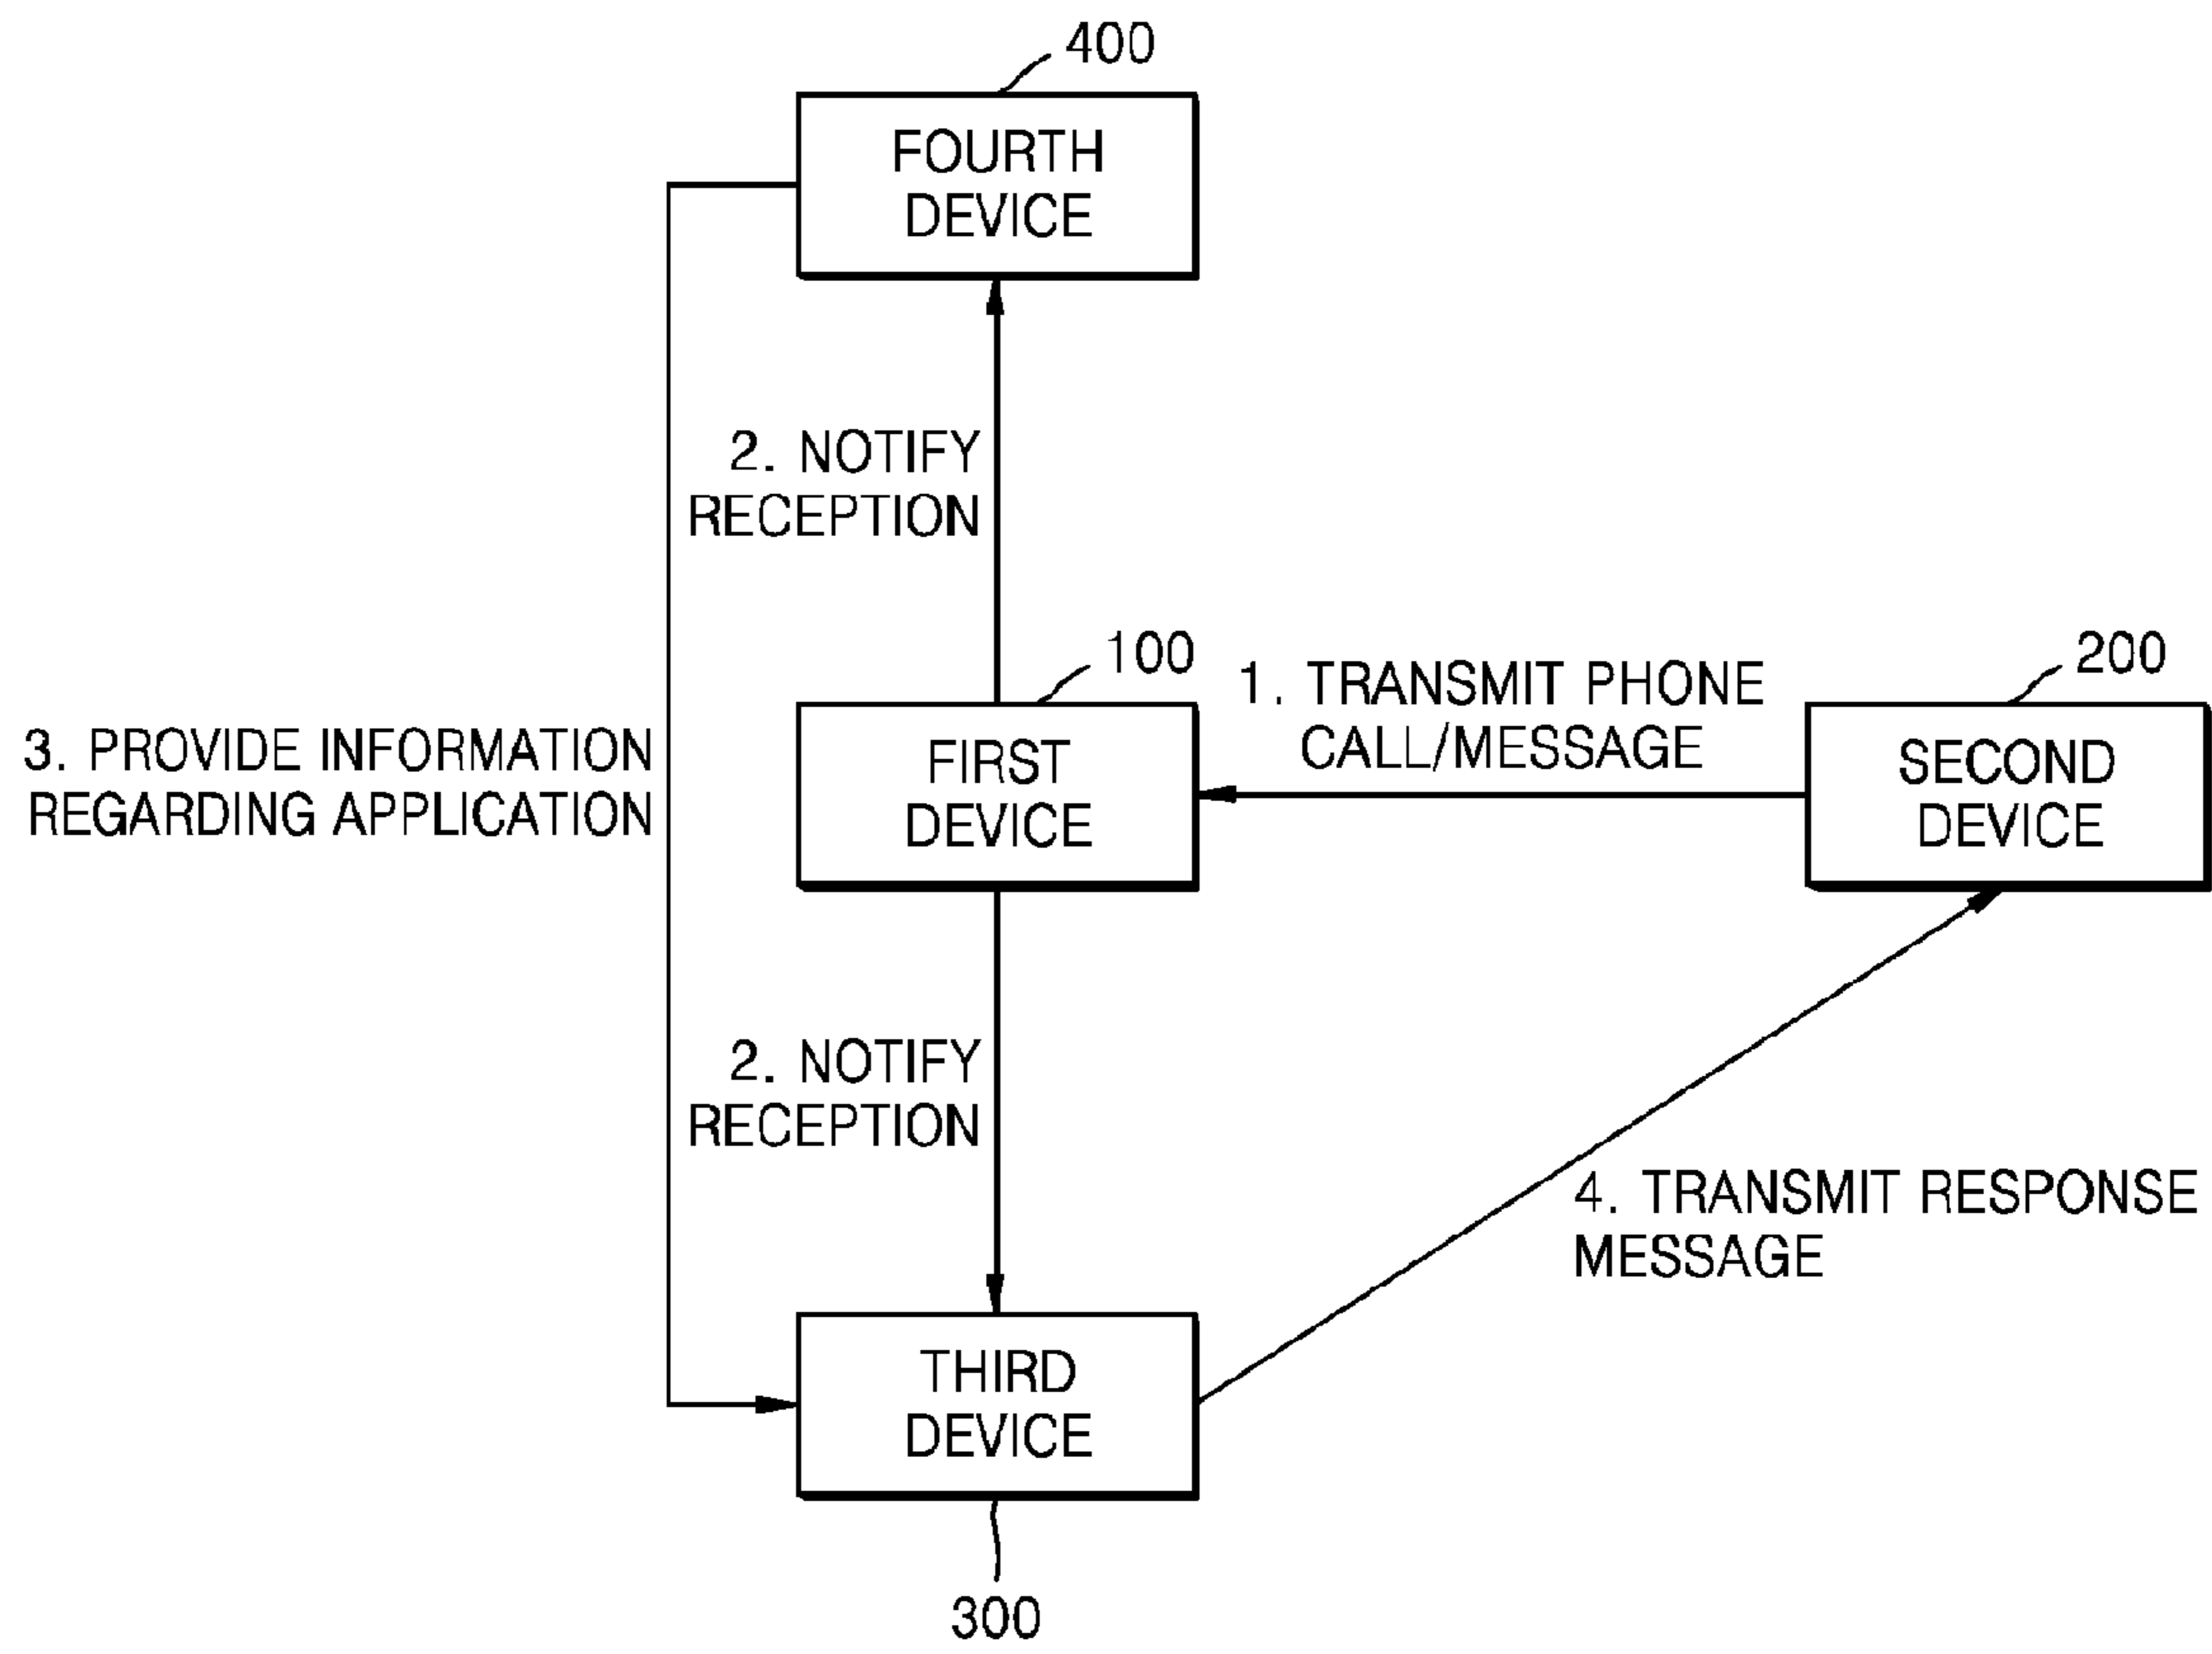 400
FOURTH
DEVICE
2. NOTIFY
RECEPTION
100
1. TRANSMIT PHONE
CALL/MESSAGE
200
3. PROVIDE INFORMATION
REGARDING APPLICATION
FIRST
DEVICE
SECOND
DEVICE
2. NOTIFY
RECEPTION
4. TRANSMIT RESPONSE
MESSAGE
THIRD
DEVICE
300